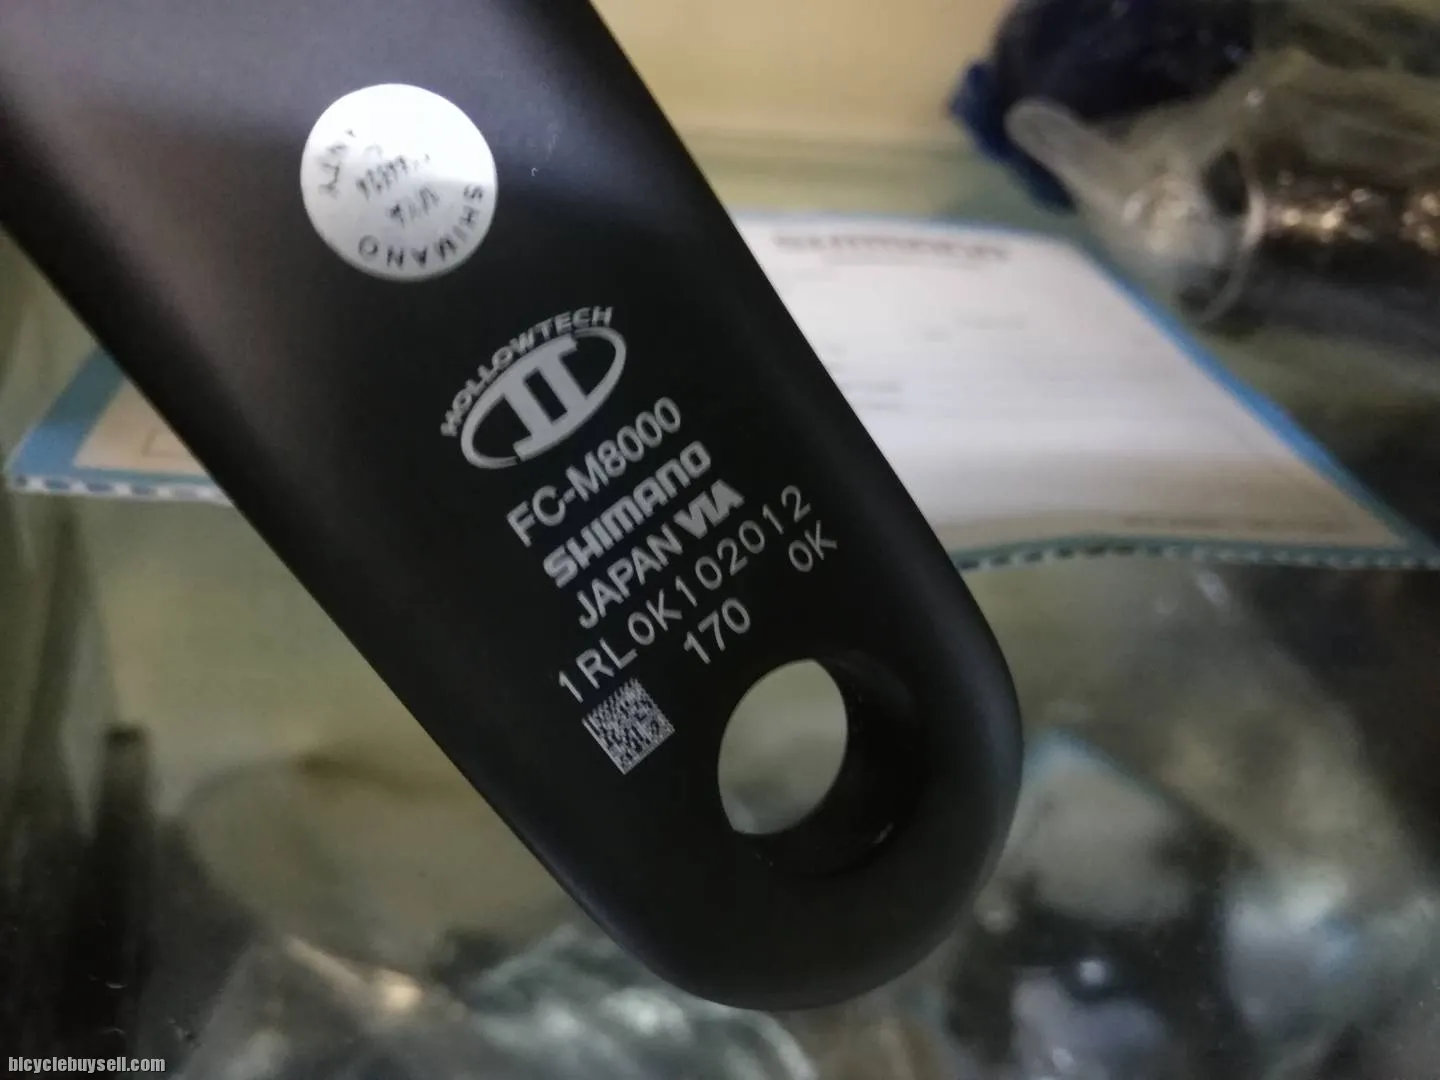 SHIMANO
HOLLOWTECH
II
FC-M8000
SHIMANO
JAPAN VIA
1RL0K102012
0K
170
bicyclebuysell.com